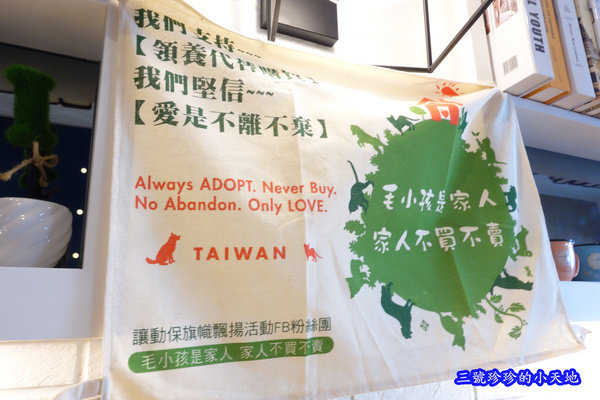 我們支持~~~
【領養代替購買】
我們堅信~~~
【愛是不離不棄】
Always ADOPT. Never Buy.
No Abandon. Only LOVE.
TAIWAN
毛小孩是家人
家人不買不賣
讓動保旗幟飄揚活動FB粉絲團
毛小孩是家人 家人不買不賣
YOUTH
三號珍珍的小天地